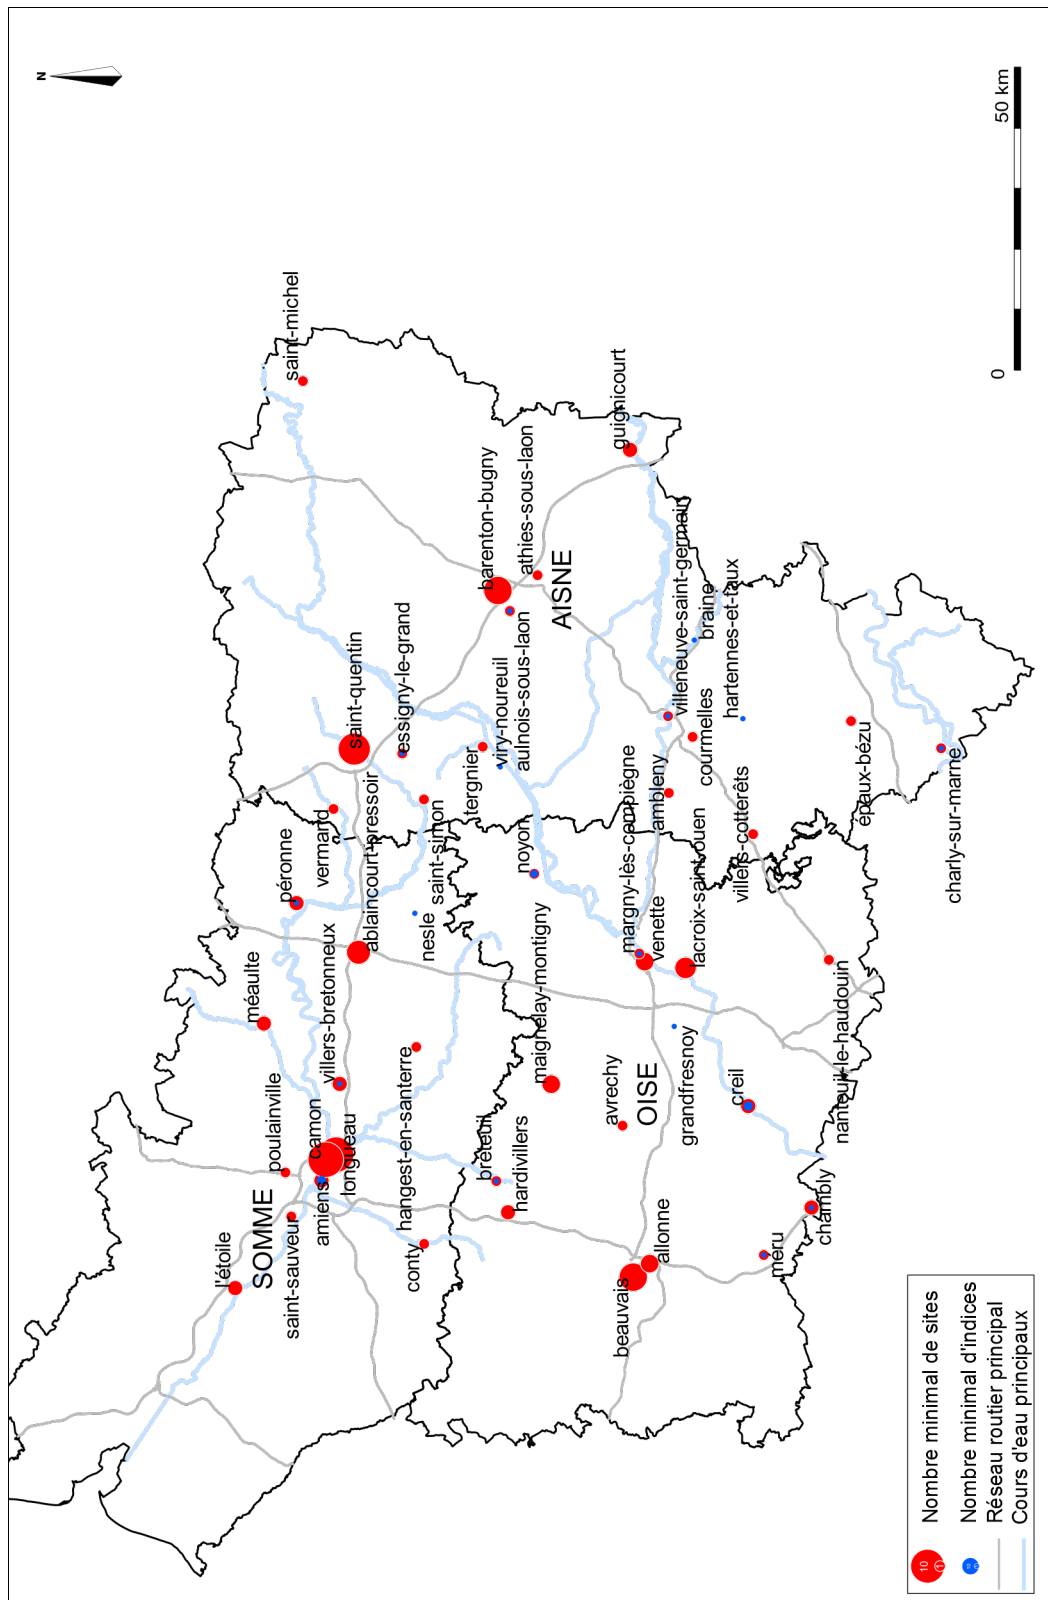 N
50 km
0
saint-michel
guignicourt
barenton-bugny
athies-sous-laon
AISNE
saint-quentin
essigny-le-grand
viry-noureuil
aulnois-sous-laon
villeneuve-saint-germain
braine
hartennes-et-taux
tergnier
courmelles
ambleny
épaux-bézu
charly-sur-marne
villers-cotterêts
vermand
saint-simon
péronne
ablaincourt-pressoir
nesle
noyon
margny-lès-compiègne
venette
lacroix-saint-ouen
nanteuil-le-haudouin
méaulte
villers-bretonneux
hangest-en-santerre
maignelay-montigny
avrechy
OISE
grandfresnoy
creil
poulainville
camon
longueau
amiens
breteuil
hardivillers
chambly
meru
SOMME
saint-sauveur
l'étoile
conty
allonne
beauvais
10
1
Nombre minimal de sites
Nombre minimal d'indices
Réseau routier principal
Cours d'eau principaux